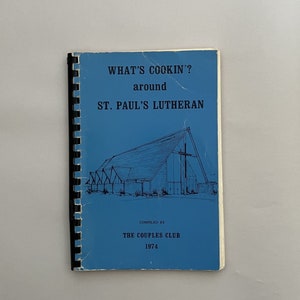 WHAT'S COOKIN'?
around
ST. PAUL'S LUTHERAN
COMPILED BY
THE COUPLES CLUB
1974